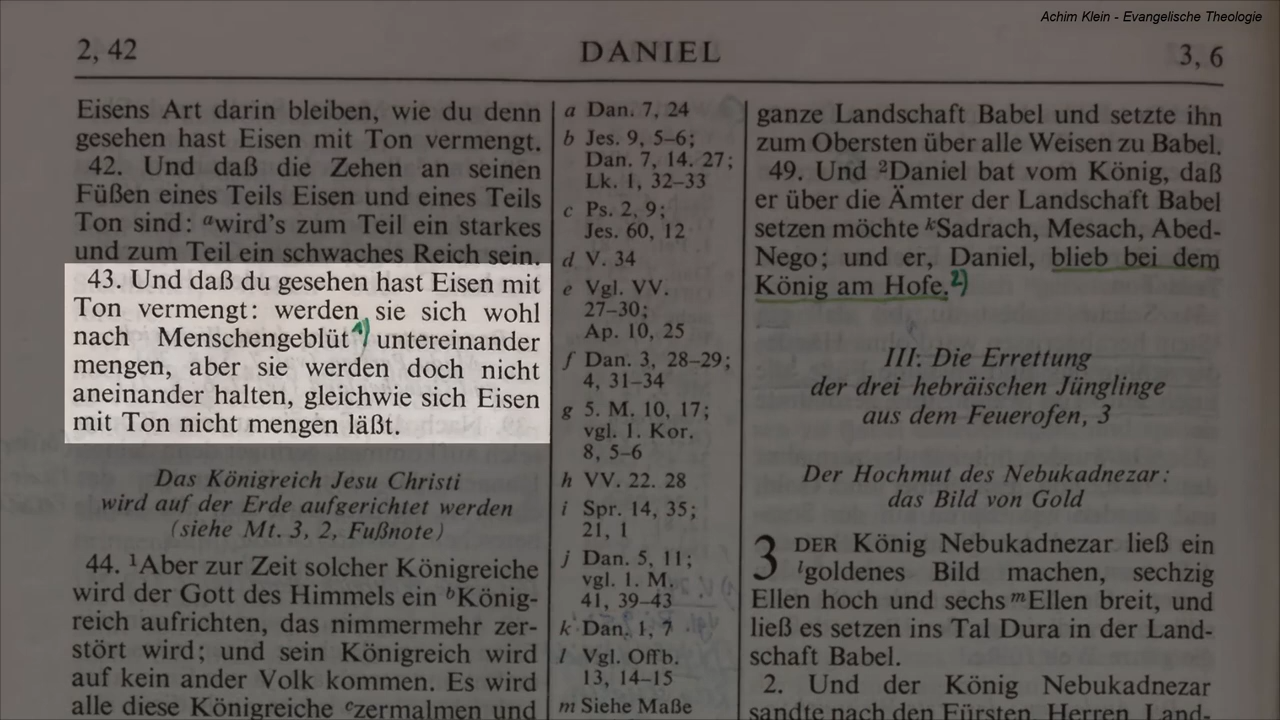 Achim Klein - Evangelische Theologie
2, 42
DANIEL
3, 6
Eisens Art darin bleiben, wie du denn
gesehen hast Eisen mit Ton vermengt.
42. Und daß die Zehen an seinen
Füßen eines Teils Eisen und eines Teils
Ton sind: ᵃwird's zum Teil ein starkes
und zum Teil ein schwaches Reich sein.
43. Und daß du gesehen hast Eisen mit
Ton vermengt: werden sie sich wohl
nach Menschengeblüt¹⁾ untereinander
mengen, aber sie werden doch nicht
aneinander halten, gleichwie sich Eisen
mit Ton nicht mengen läßt.
Das Königreich Jesu Christi
wird auf der Erde aufgerichtet werden
(siehe Mt. 3, 2, Fußnote)
44. ¹Aber zur Zeit solcher Königreiche
wird der Gott des Himmels ein ᵇKönig-
reich aufrichten, das nimmermehr zer-
stört wird; und sein Königreich wird
auf kein ander Volk kommen. Es wird
alle diese Königreiche ᶜzermalmen und
a Dan. 7, 24
b Jes. 9, 5–6;
Dan. 7, 14. 27;
Lk. 1, 32–33
c Ps. 2, 9;
Jes. 60, 12
d V. 34
e Vgl. VV.
27–30;
Ap. 10, 25
f Dan. 3, 28–29;
4, 31–34
g 5. M. 10, 17;
vgl. 1. Kor.
8, 5–6
h VV. 22. 28
i Spr. 14, 35;
21, 1
j Dan. 5, 11;
vgl. 1. M.
41, 39–43
k Dan. 1, 7
l Vgl. Offb.
13, 14–15
m Siehe Maße
ganze Landschaft Babel und setzte ihn
zum Obersten über alle Weisen zu Babel.
49. Und ²Daniel bat vom König, daß
er über die Ämter der Landschaft Babel
setzen möchte ᵏSadrach, Mesach, Abed-
Nego; und er, Daniel, blieb bei dem
König am Hofe.²⁾
III: Die Errettung
der drei hebräischen Jünglinge
aus dem Feuerofen, 3
Der Hochmut des Nebukadnezar:
das Bild von Gold
3 DER König Nebukadnezar ließ ein
ˡgoldenes Bild machen, sechzig
Ellen hoch und sechs ᵐEllen breit, und
ließ es setzen ins Tal Dura in der Land-
schaft Babel.
2. Und der König Nebukadnezar
sandte nach den Fürsten, Herren, Land-